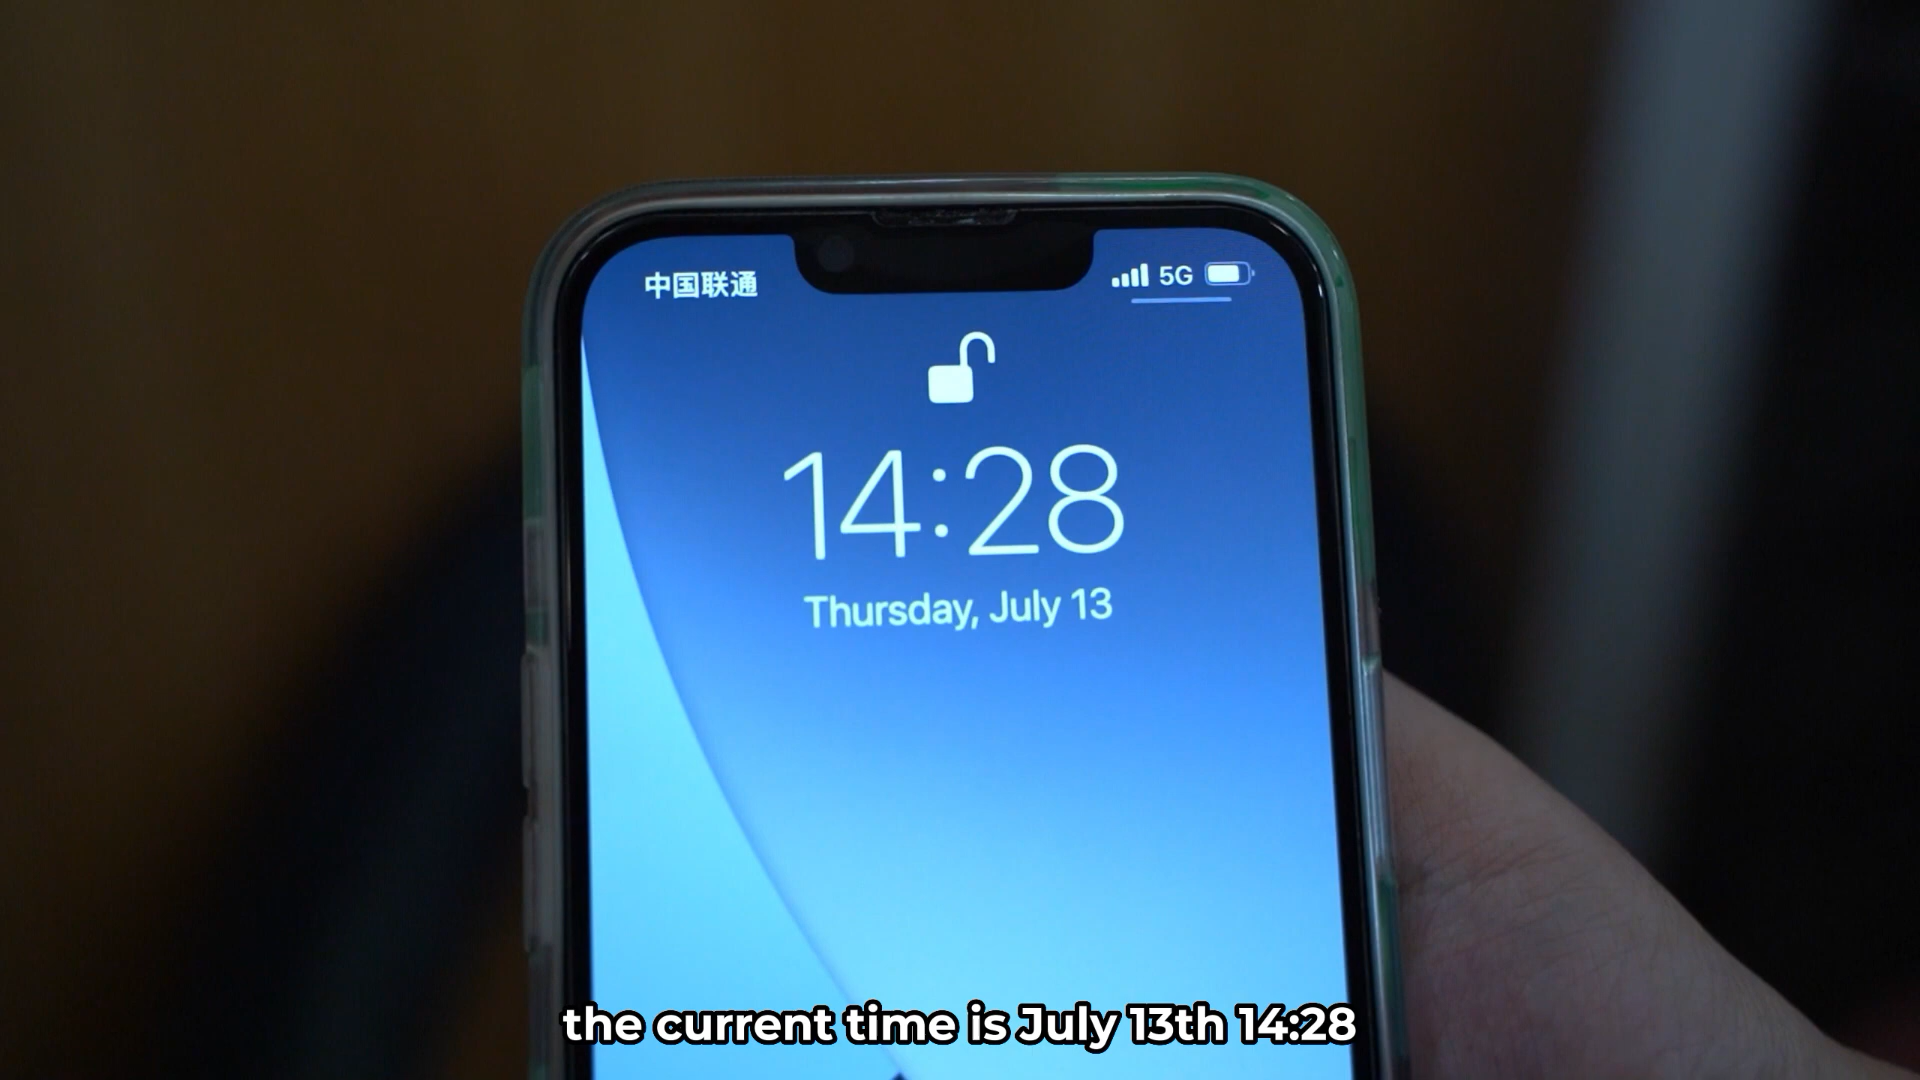 中国联通
5G
14:28
Thursday, July 13
the current time is July 13th 14:28